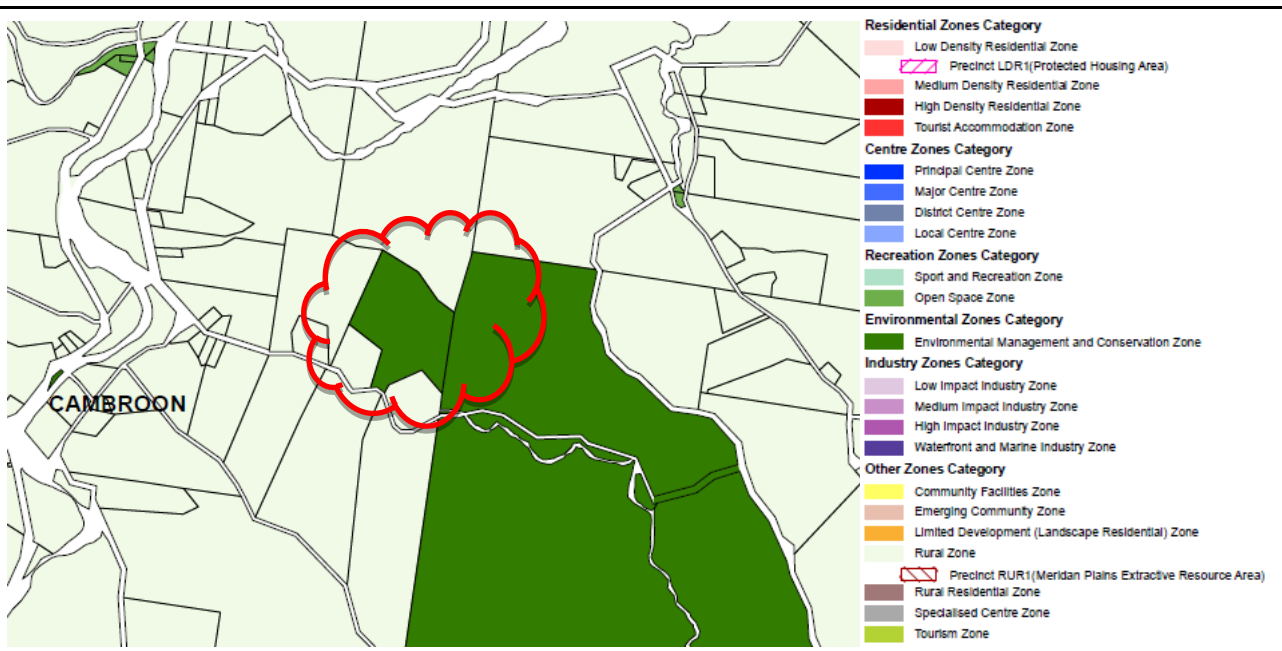 CAMBROON
Residential Zones Category
Low Density Residential Zone
Precinct LDR1(Protected Housing Area)
Medium Density Residential Zone
High Density Residential Zone
Tourist Accommodation Zone
Centre Zones Category
Principal Centre Zone
Major Centre Zone
District Centre Zone
Local Centre Zone
Recreation Zones Category
Sport and Recreation Zone
Open Space Zone
Environmental Zones Category
Environmental Management and Conservation Zone
Industry Zones Category
Low Impact Industry Zone
Medium Impact Industry Zone
High Impact Industry Zone
Waterfront and Marine Industry Zone
Other Zones Category
Community Facilities Zone
Emerging Community Zone
Limited Development (Landscape Residential) Zone
Rural Zone
Precinct RUR1(Meridan Plains Extractive Resource Area)
Rural Residential Zone
Specialised Centre Zone
Tourism Zone